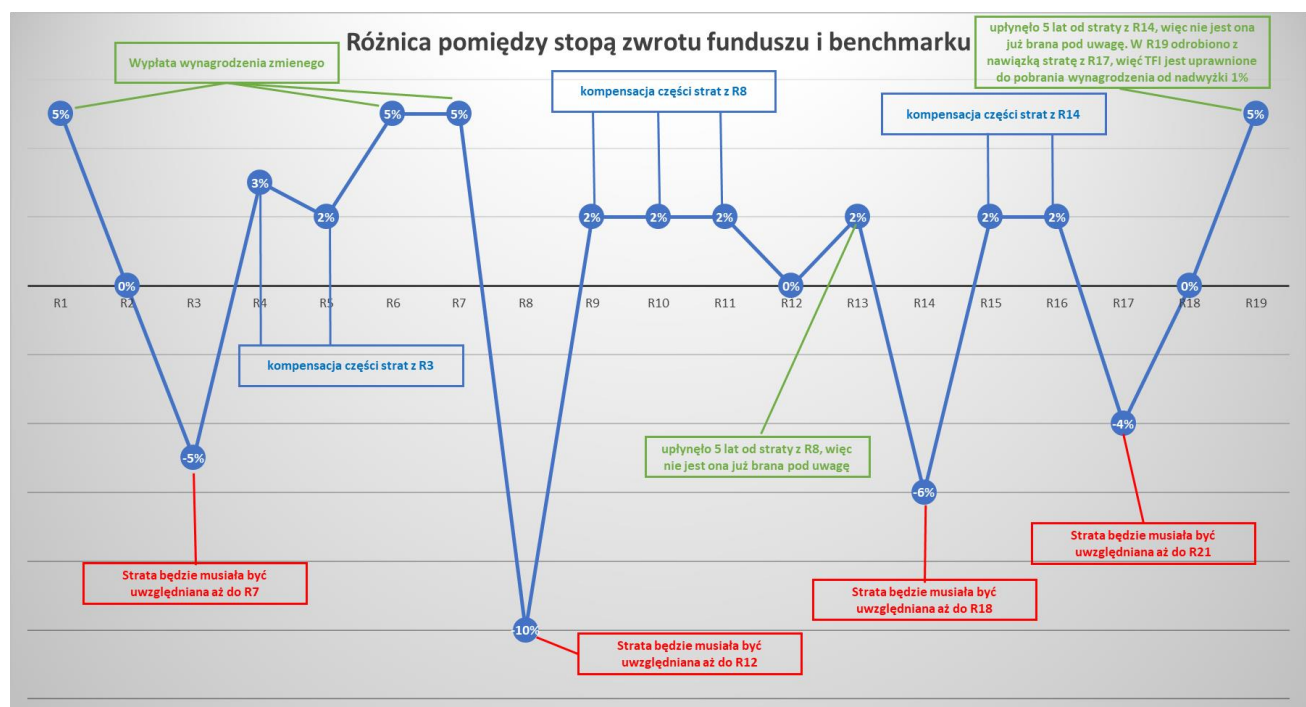 Różnica pomiędzy stopą zwrotu funduszu i benchmarku
upłynęło 5 lat od straty z R14, więc nie jest ona
już brana pod uwagę. W R19 odrobiono z
nawiązką stratę z R17, więć TFI jest uprawnione
do pobrania wynagrodzenia od nadwyżki 1%
Wypłata wynagrodzenia zmienego
kompensacja części strat z R8
kompensacja części strat z R14
5%
5%
5%
5%
3%
2%
2%
2%
2%
2%
2%
2%
0%
0%
0%
R1
R2
R3
R4
R5
R6
R7
R8
R9
R10
R11
R12
R13
R14
R15
R16
R17
R18
R19
kompensacja części strat z R3
-4%
upłynęło 5 lat od straty z R8, więc
nie jest ona już brana pod uwagę
-5%
-6%
Strata będzie musiała być
uwzględniana aż do R21
Strata będzie musiała być
uwzględniana aż do R7
Strata będzie musiała być
uwzględniana aż do R18
-10%
Strata będzie musiała być
uwzględniana aż do R12